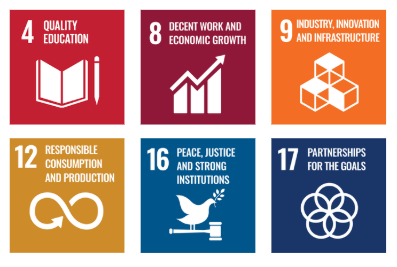 4 QUALITY
EDUCATION
8 DECENT WORK AND
ECONOMIC GROWTH
9 INDUSTRY, INNOVATION
AND INFRASTRUCTURE
12 RESPONSIBLE
CONSUMPTION
AND PRODUCTION
16 PEACE, JUSTICE
AND STRONG
INSTITUTIONS
17 PARTNERSHIPS
FOR THE GOALS